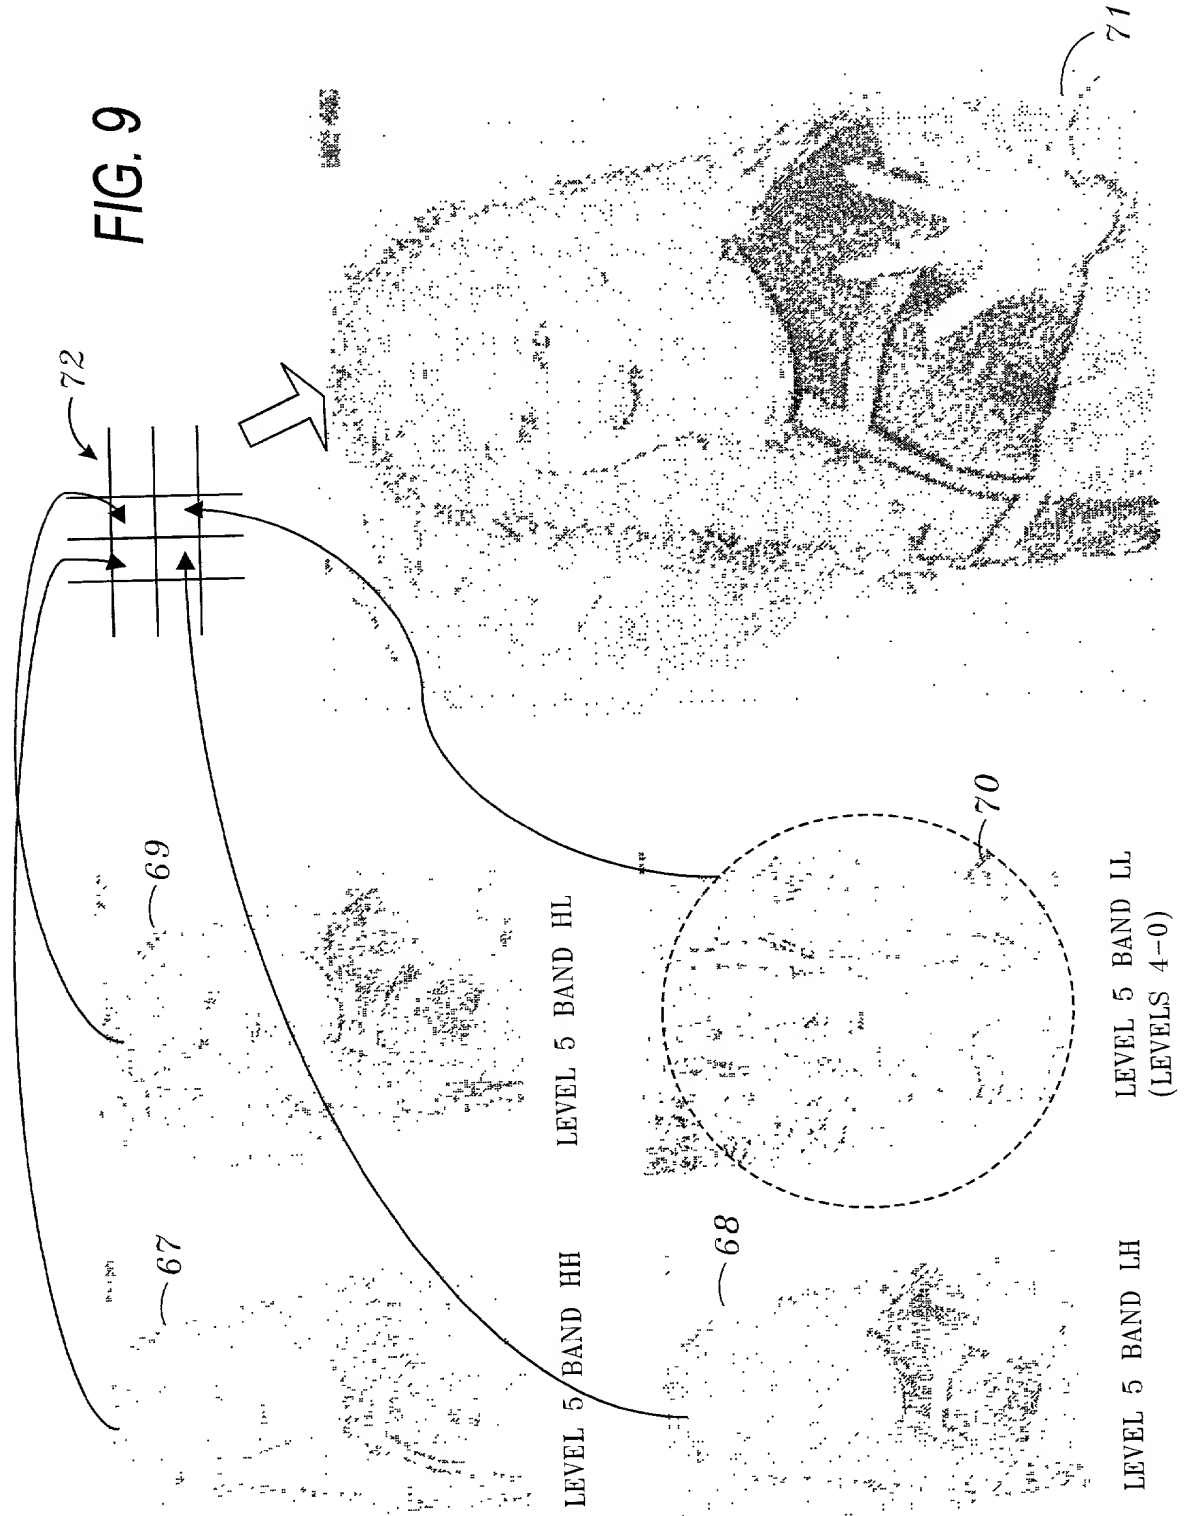 FIG. 9
72
67
69
71
LEVEL 5 BAND HH
LEVEL 5 BAND HL
68
70
LEVEL 5 BAND LH
LEVEL 5 BAND LL
(LEVELS 4-0)